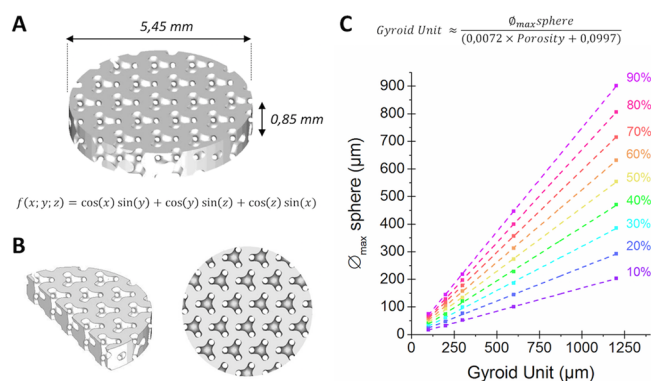 A
5,45 mm
0,85 mm
f(x; y; z) = cos(x) sin(y) + cos(y) sin(z) + cos(z) sin(x)
B
C
Gyroid Unit ≈ ∅max sphere / (0,0072 × Porosity + 0,0997)
∅max sphere (µm)
900
800
700
600
500
400
300
200
100
0
90%
80%
70%
60%
50%
40%
30%
20%
10%
0 250 500 750 1000 1250
Gyroid Unit (µm)